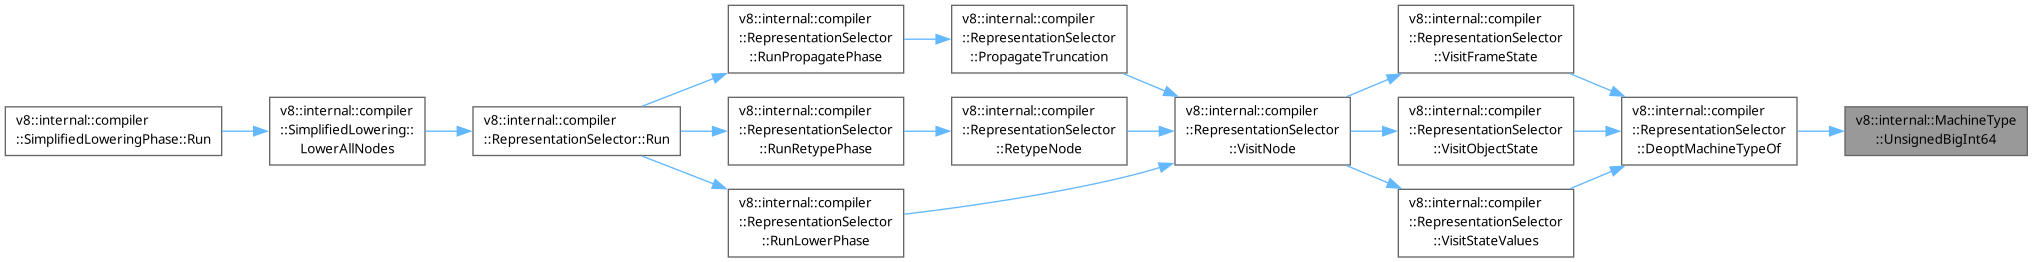 v8::internal::compiler
::SimplifiedLoweringPhase::Run
v8::internal::compiler
::SimplifiedLowering::
LowerAllNodes
v8::internal::compiler
::RepresentationSelector::Run
v8::internal::compiler
::RepresentationSelector
::RunPropagatePhase
v8::internal::compiler
::RepresentationSelector
::RunRetypePhase
v8::internal::compiler
::RepresentationSelector
::RunLowerPhase
v8::internal::compiler
::RepresentationSelector
::PropagateTruncation
v8::internal::compiler
::RepresentationSelector
::RetypeNode
v8::internal::compiler
::RepresentationSelector
::VisitNode
v8::internal::compiler
::RepresentationSelector
::VisitFrameState
v8::internal::compiler
::RepresentationSelector
::VisitObjectState
v8::internal::compiler
::RepresentationSelector
::VisitStateValues
v8::internal::compiler
::RepresentationSelector
::DeoptMachineTypeOf
v8::internal::MachineType
::UnsignedBigInt64